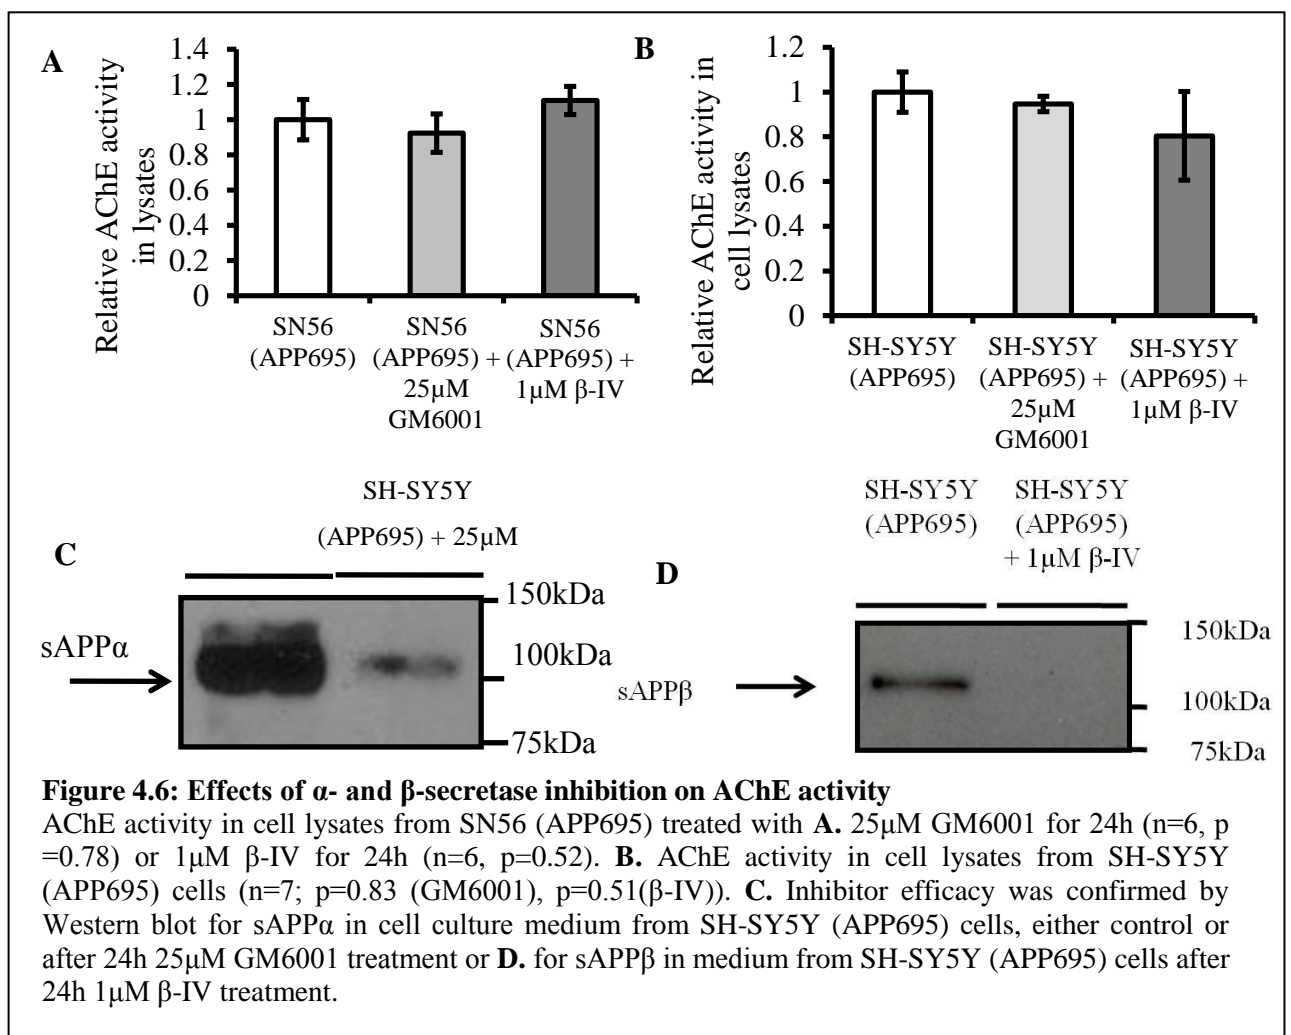 A
Relative AChE activity
in lysates
1.4
1.2
1
0.8
0.6
0.4
0.2
0
SN56
(APP695)
SN56
(APP695) +
25µM
GM6001
SN56
(APP695) +
1µM β-IV
B
Relative AChE activity in
cell lysates
1.2
1
0.8
0.6
0.4
0.2
0
SH-SY5Y
(APP695)
SH-SY5Y
(APP695) +
25µM
GM6001
SH-SY5Y
(APP695) +
1µM β-IV
C
SH-SY5Y
(APP695) + 25µM
sAPPα
150kDa
100kDa
75kDa
D
SH-SY5Y
(APP695)
SH-SY5Y
(APP695)
+ 1µM β-IV
sAPPβ
150kDa
100kDa
75kDa
Figure 4.6: Effects of α- and β-secretase inhibition on AChE activity
AChE activity in cell lysates from SN56 (APP695) treated with A. 25µM GM6001 for 24h (n=6, p
=0.78) or 1µM β-IV for 24h (n=6, p=0.52). B. AChE activity in cell lysates from SH-SY5Y
(APP695) cells (n=7; p=0.83 (GM6001), p=0.51(β-IV)). C. Inhibitor efficacy was confirmed by
Western blot for sAPPα in cell culture medium from SH-SY5Y (APP695) cells, either control or
after 24h 25µM GM6001 treatment or D. for sAPPβ in medium from SH-SY5Y (APP695) cells after
24h 1µM β-IV treatment.